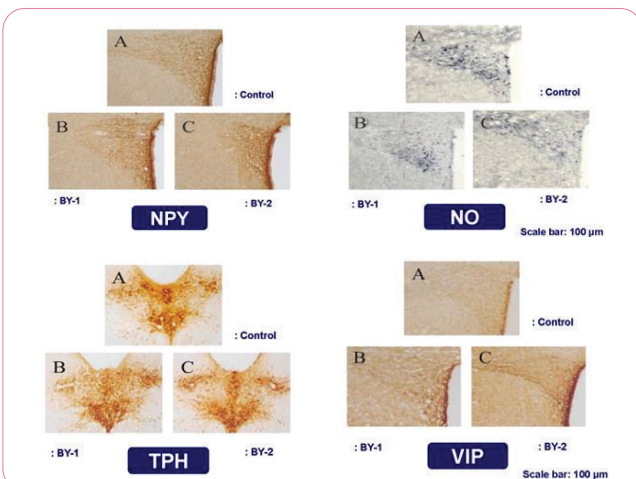 A
: Control
B
C
: BY-1
: BY-2
NPY
A
: Control
B
C
: BY-1
: BY-2
NO
Scale bar: 100 µm
A
: Control
B
C
: BY-1
: BY-2
TPH
A
: Control
B
C
: BY-1
: BY-2
VIP
Scale bar: 100 µm